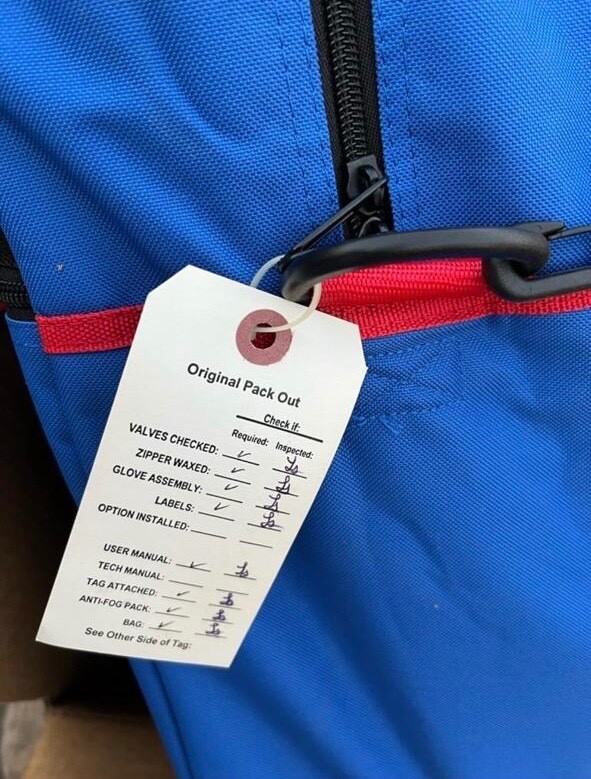 Original Pack Out
Check if:
Required: Inspected:
VALVES CHECKED: ✓
ZIPPER WAXED: ✓
GLOVE ASSEMBLY: ✓
LABELS: ✓
OPTION INSTALLED:
USER MANUAL: ✓
TECH MANUAL:
TAG ATTACHED: ✓
ANTI-FOG PACK: ✓
BAG: ✓
See Other Side of Tag: